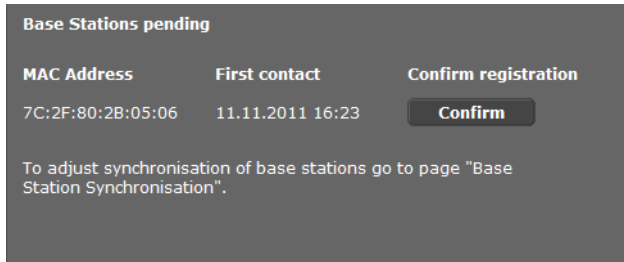 Base Stations pending
MAC Address First contact Confirm registration
7C:2F:80:2B:05:06 11.11.2011 16:23 Confirm
To adjust synchronisation of base stations go to page "Base
Station Synchronisation".